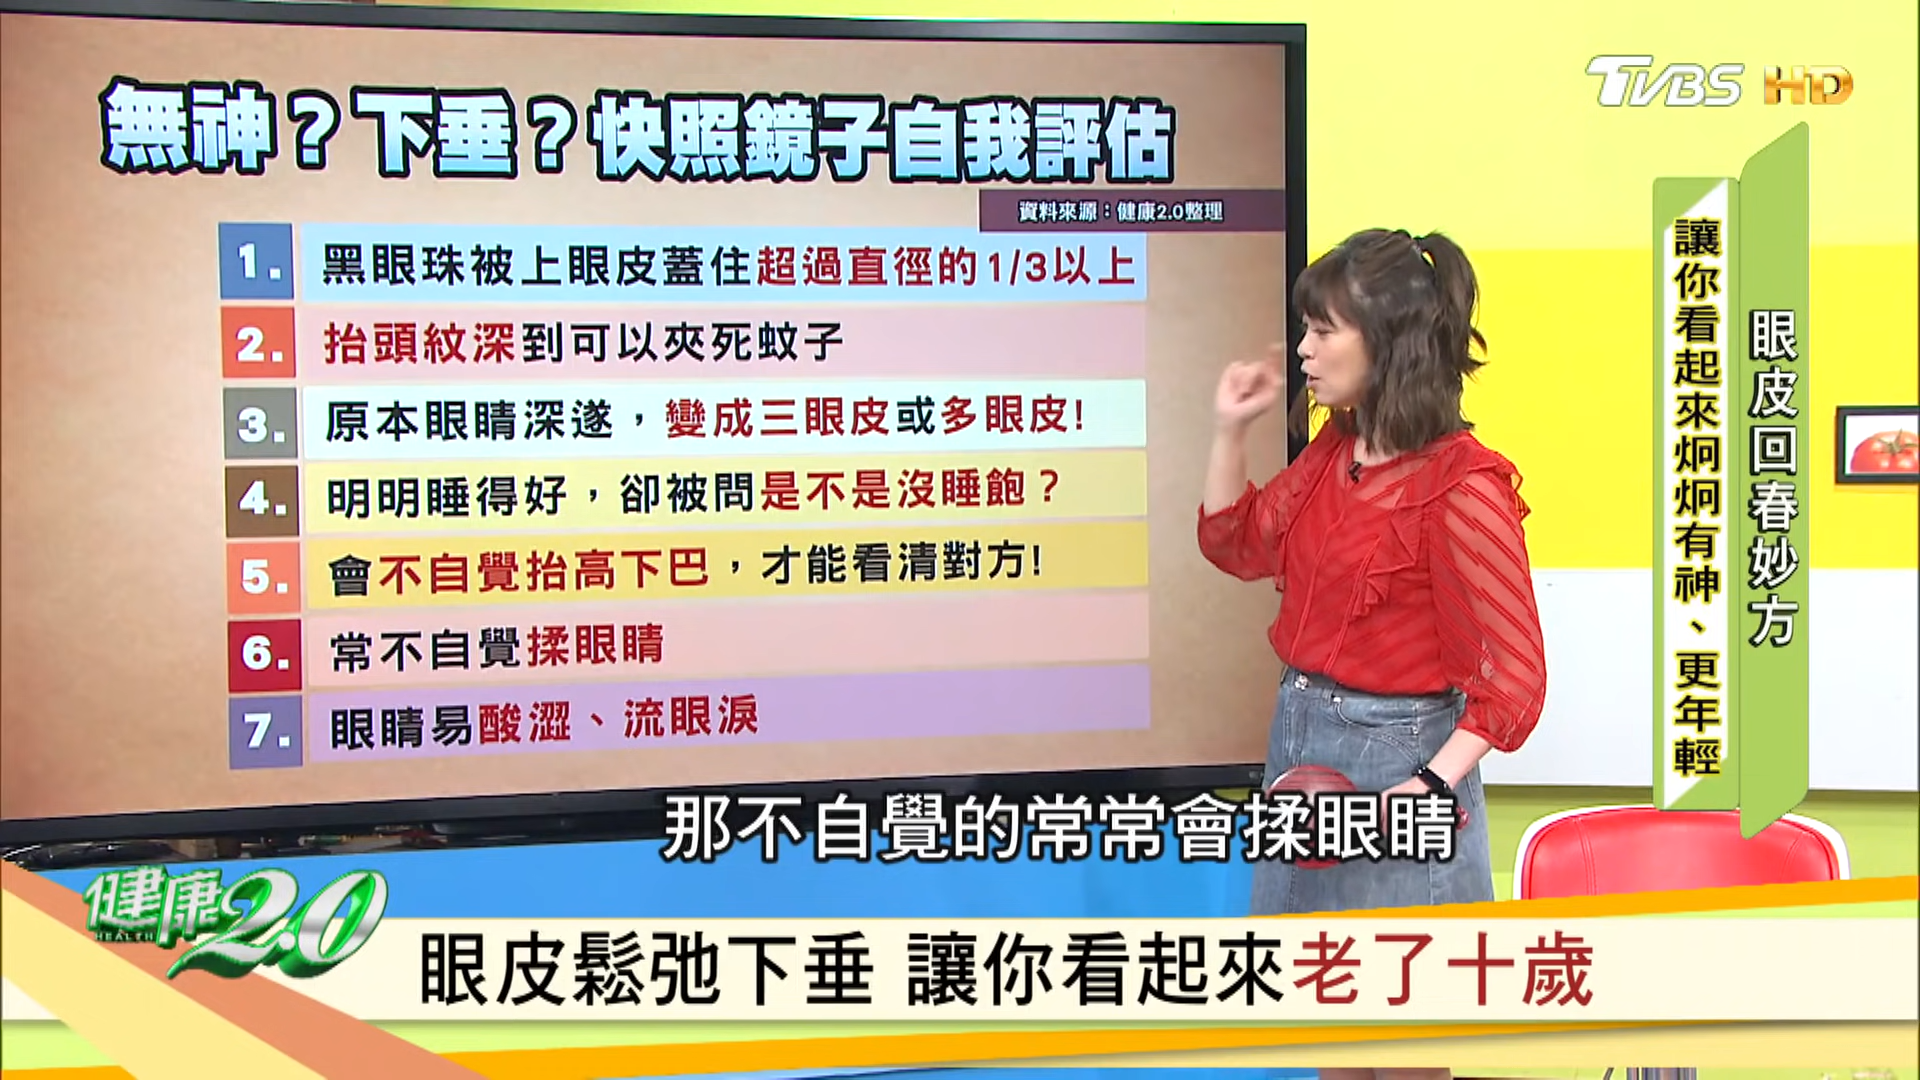 TVBS HD
無神？下垂？快照鏡子自我評估
資料來源：健康2.0整理
1. 黑眼珠被上眼皮蓋住超過直徑的1/3以上
2. 抬頭紋深到可以夾死蚊子
3. 原本眼睛深遂，變成三眼皮或多眼皮！
4. 明明睡得好，卻被問是不是沒睡飽？
5. 會不自覺抬高下巴，才能看清對方！
6. 常不自覺揉眼睛
7. 眼睛易酸澀、流眼淚
眼皮回春妙方
讓你看起來炯炯有神、更年輕
那不自覺的常常會揉眼睛
健康2.0
HEALTH
眼皮鬆弛下垂 讓你看起來老了十歲